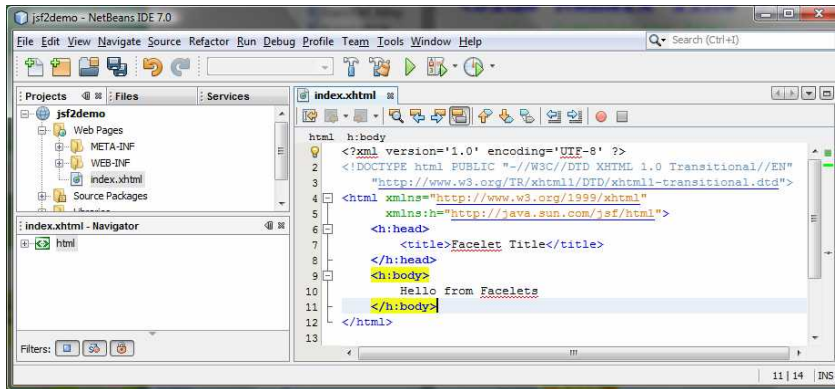 jsf2demo - NetBeans IDE 7.0
File Edit View Navigate Source Refactor Run Debug Profile Team Tools Window Help
Search (Ctrl+I)
Projects Files Services
index.xhtml
jsf2demo
Web Pages
META-INF
WEB-INF
index.xhtml
Source Packages
index.xhtml - Navigator
html
Filters:
html h:body
<?xml version='1.0' encoding='UTF-8' ?>
2 <!DOCTYPE html PUBLIC "-//W3C//DTD XHTML 1.0 Transitional//EN"
3 "http://www.w3.org/TR/xhtml1/DTD/xhtml1-transitional.dtd">
4 <html xmlns="http://www.w3.org/1999/xhtml"
5 xmlns:h="http://java.sun.com/jsf/html">
6 <h:head>
7 <title>Facelet Title</title>
8 </h:head>
9 <h:body>
10 Hello from Facelets
11 </h:body>
12 </html>
13
11 | 14 INS